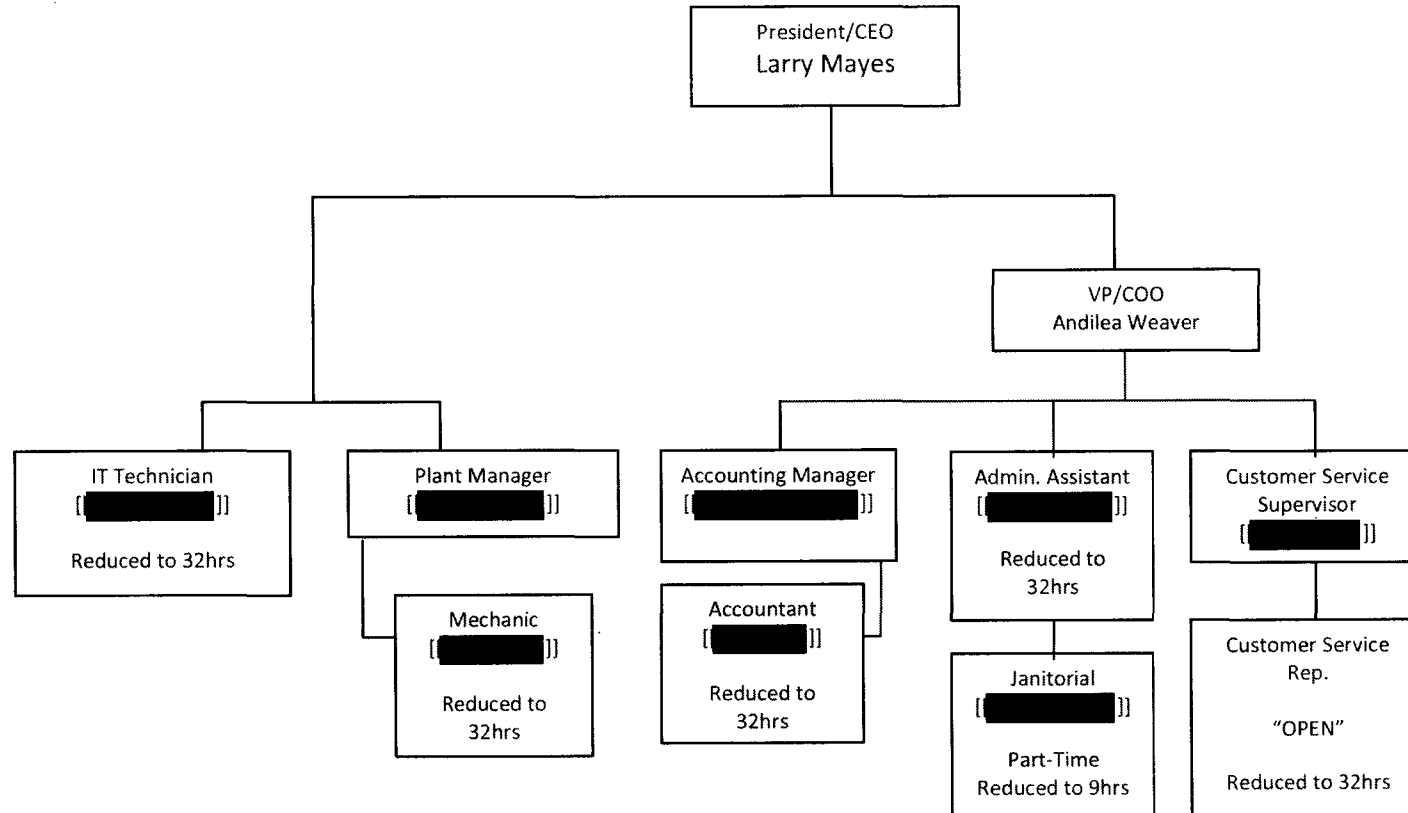 President/CEO
Larry Mayes
VP/COO
Andilea Weaver
IT Technician
[[ ]]
Reduced to 32hrs
Plant Manager
[[ ]]
Mechanic
[[ ]]
Reduced to
32hrs
Accounting Manager
[[ ]]
Accountant
[[ ]]
Reduced to
32hrs
Admin. Assistant
[[ ]]
Reduced to
32hrs
Janitorial
[[ ]]
Part-Time
Reduced to 9hrs
Customer Service
Supervisor
[[ ]]
Customer Service
Rep.
“OPEN”
Reduced to 32hrs